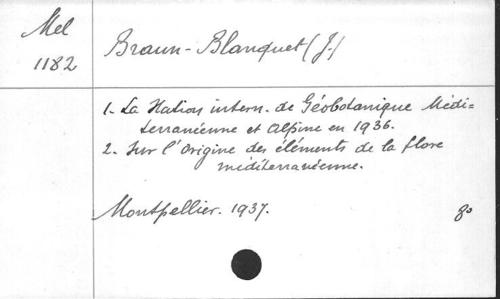 Mel
1182
Braun-Blanquet (J.)
1- La Station intern. de Géobotanique Médi=
terranéenne et Alpine en 1936.
2- Sur l'Origine des éléments de la flore
méditerranéenne.
Montpellier. 1937. 8°